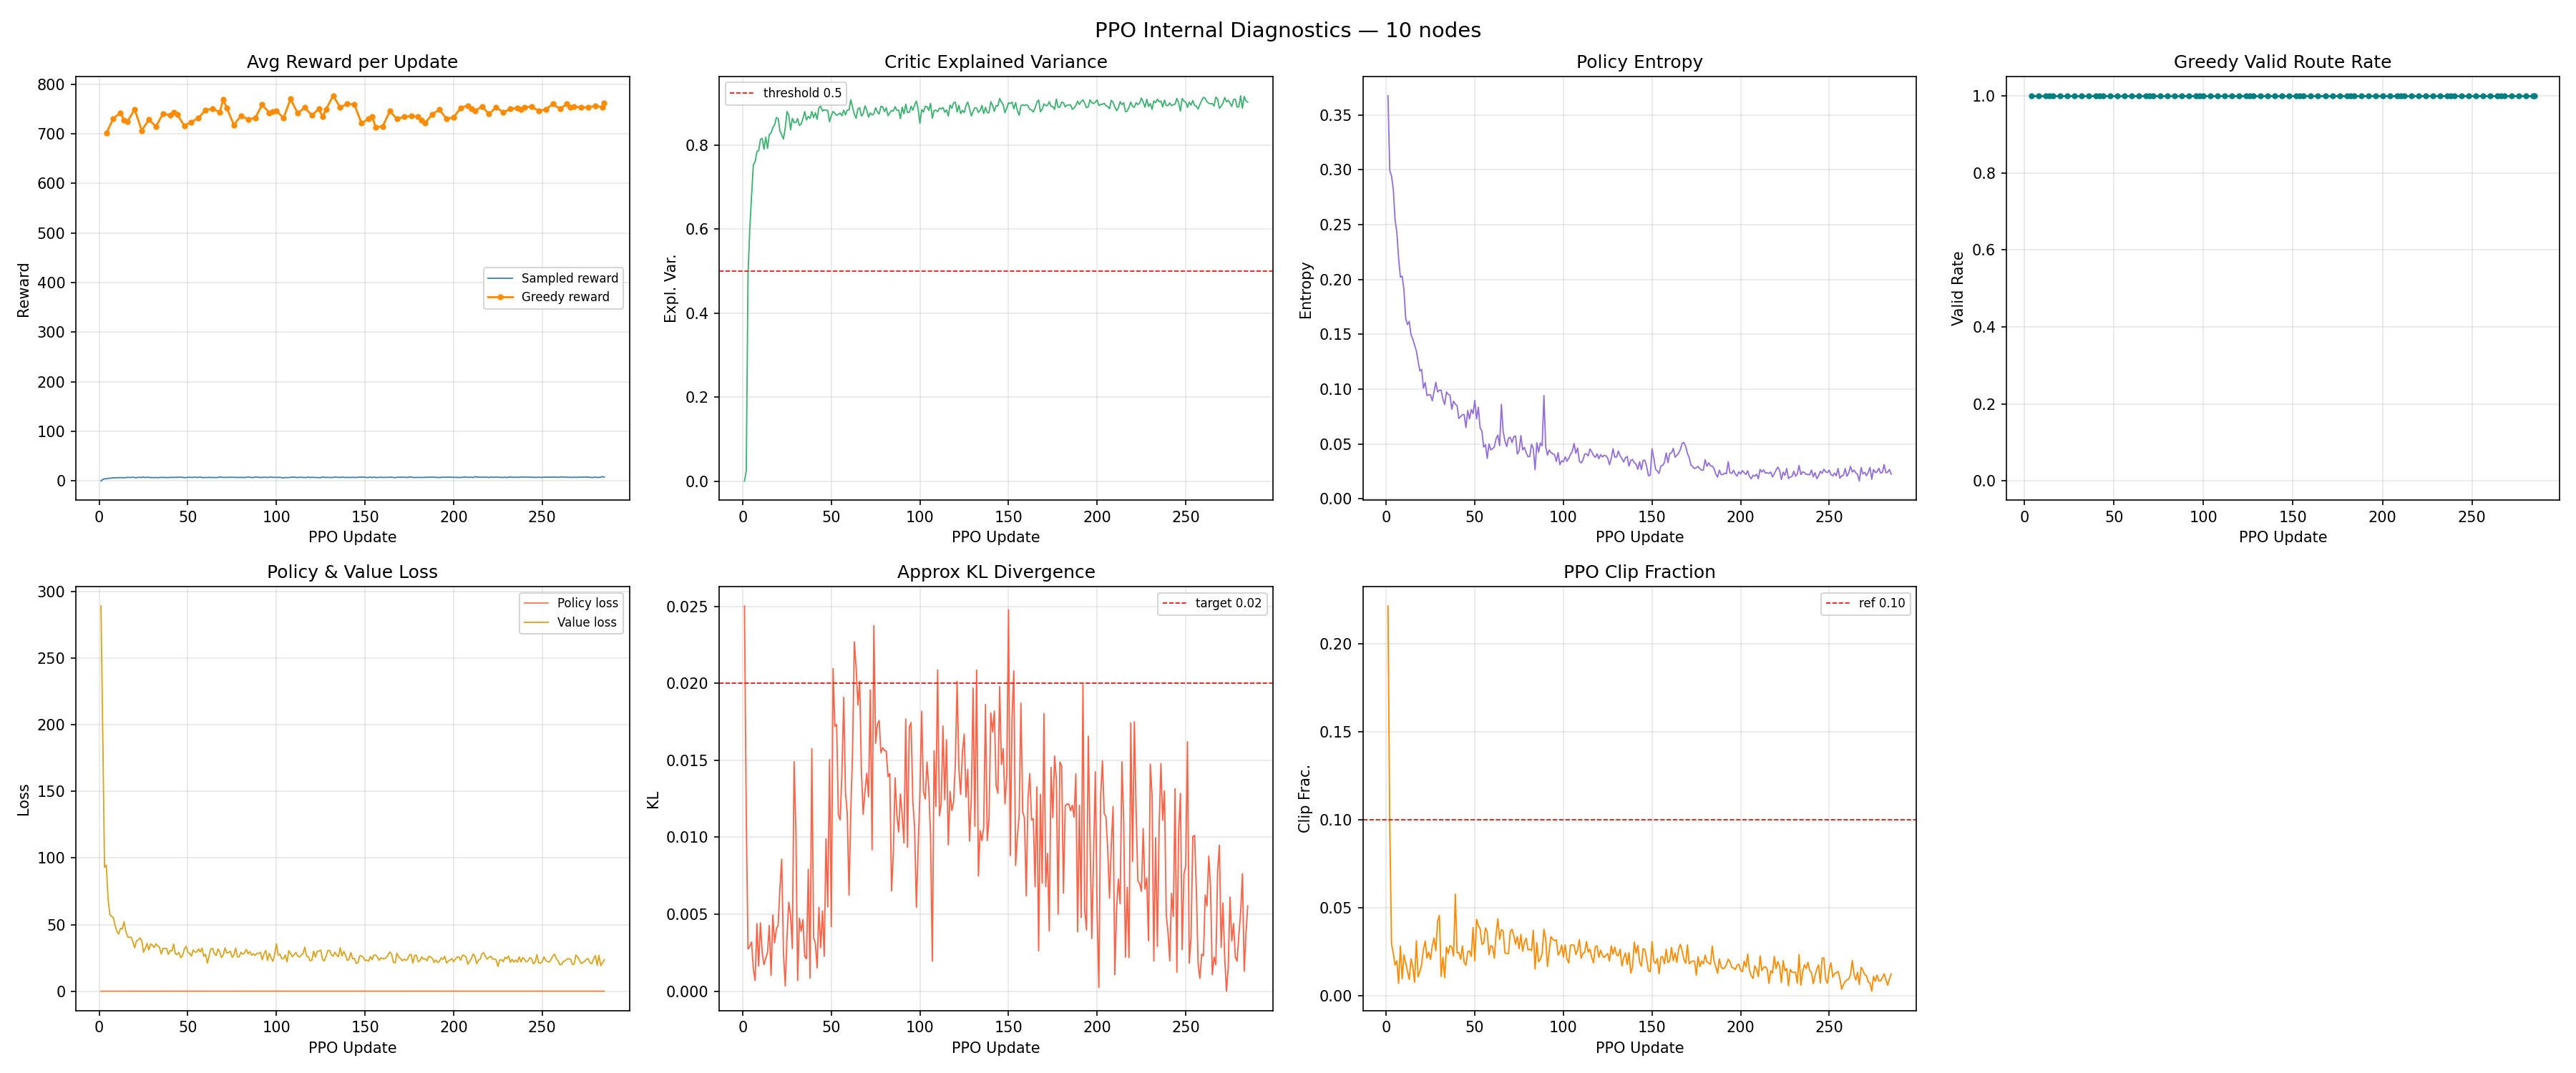 PPO Internal Diagnostics — 10 nodes
Avg Reward per Update
Reward
800
700
600
500
400
300
200
100
0
Sampled reward
Greedy reward
0 50 100 150 200 250
PPO Update
Critic Explained Variance
Expl. Var.
0.8
0.6
0.4
0.2
0.0
threshold 0.5
0 50 100 150 200 250
PPO Update
Policy Entropy
Entropy
0.35
0.30
0.25
0.20
0.15
0.10
0.05
0.00
0 50 100 150 200 250
PPO Update
Greedy Valid Route Rate
Valid Rate
1.0
0.8
0.6
0.4
0.2
0.0
0 50 100 150 200 250
PPO Update
Policy & Value Loss
Loss
300
250
200
150
100
50
0
Policy loss
Value loss
0 50 100 150 200 250
PPO Update
Approx KL Divergence
KL
0.025
0.020
0.015
0.010
0.005
0.000
target 0.02
0 50 100 150 200 250
PPO Update
PPO Clip Fraction
Clip Frac.
0.20
0.15
0.10
0.05
0.00
ref 0.10
0 50 100 150 200 250
PPO Update